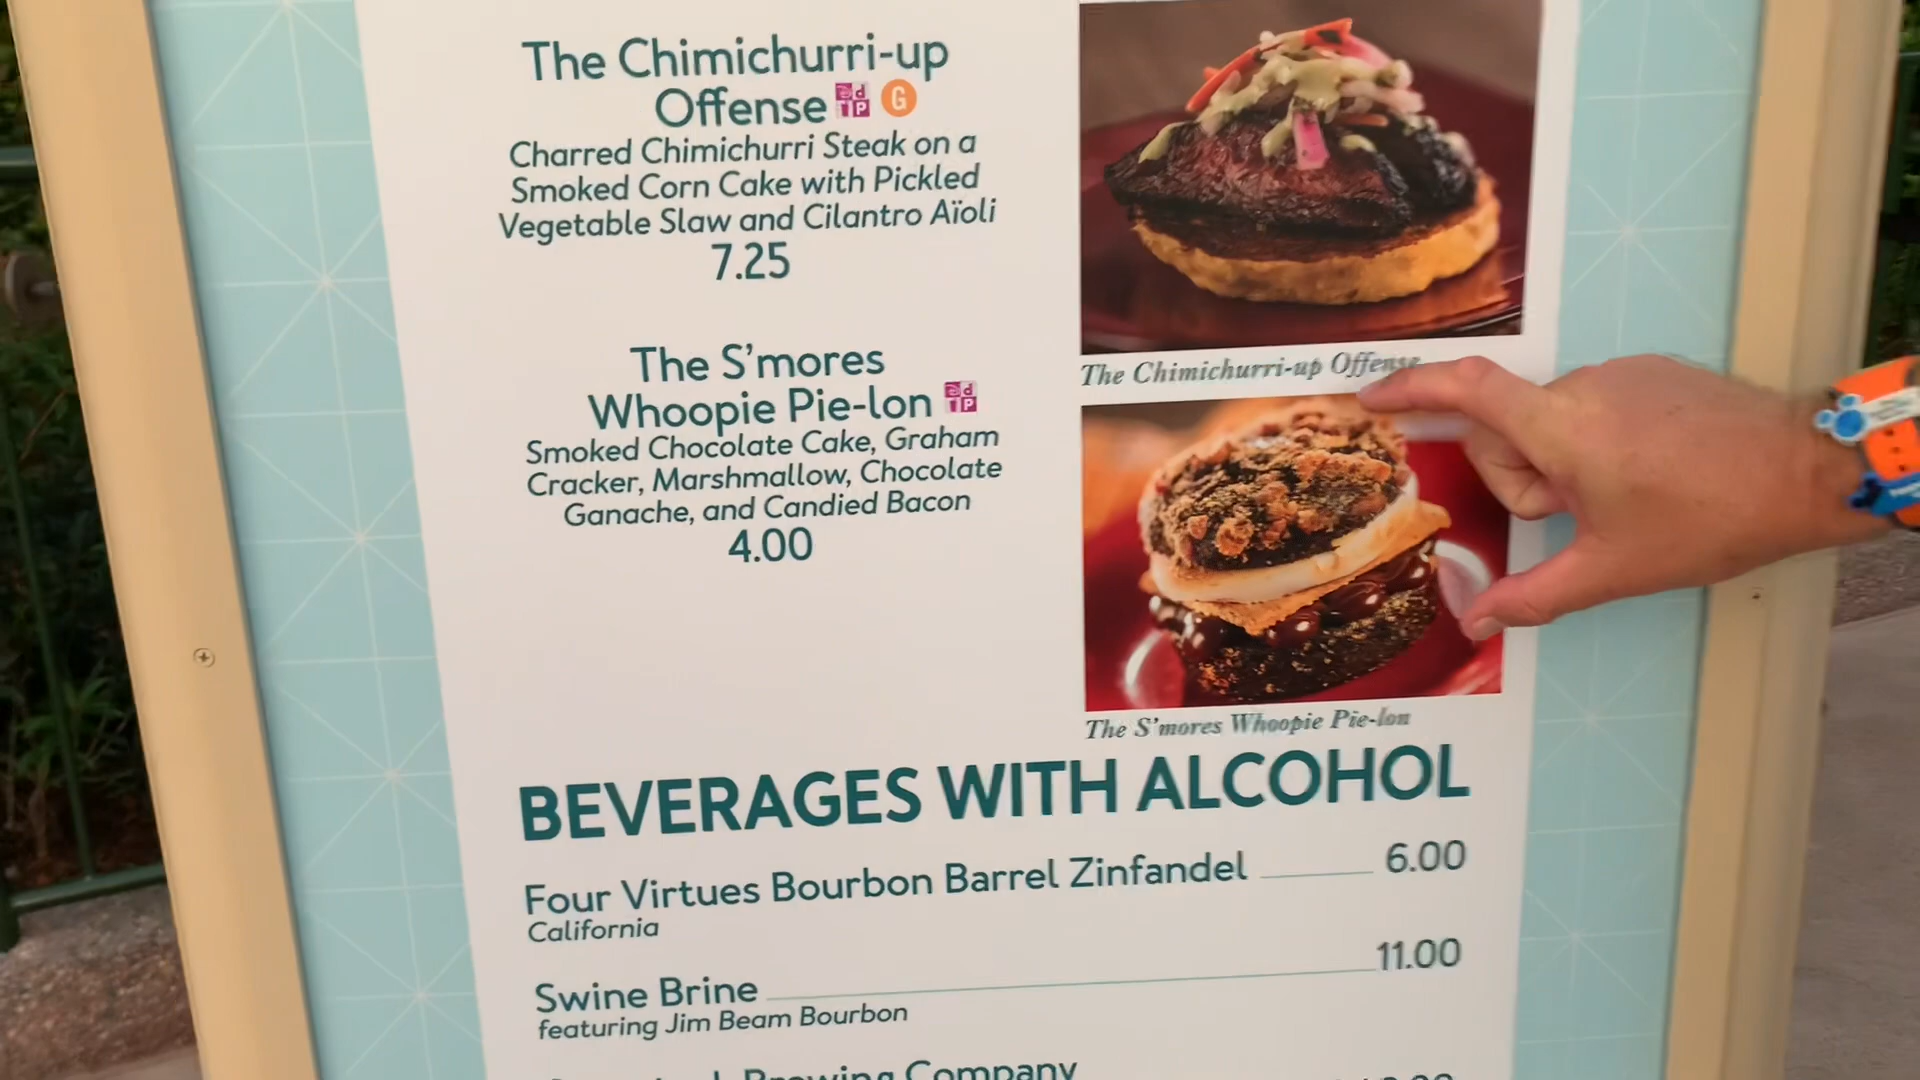 The Chimichurri-up
Offense G
Charred Chimichurri Steak on a
Smoked Corn Cake with Pickled
Vegetable Slaw and Cilantro Aïoli
7.25
The Chimichurri-up Offense
The S'mores
Whoopie Pie-lon
Smoked Chocolate Cake, Graham
Cracker, Marshmallow, Chocolate
Ganache, and Candied Bacon
4.00
The S'mores Whoopie Pie-lon
BEVERAGES WITH ALCOHOL
Four Virtues Bourbon Barrel Zinfandel 6.00
California
Swine Brine 11.00
featuring Jim Beam Bourbon
Brewing Company